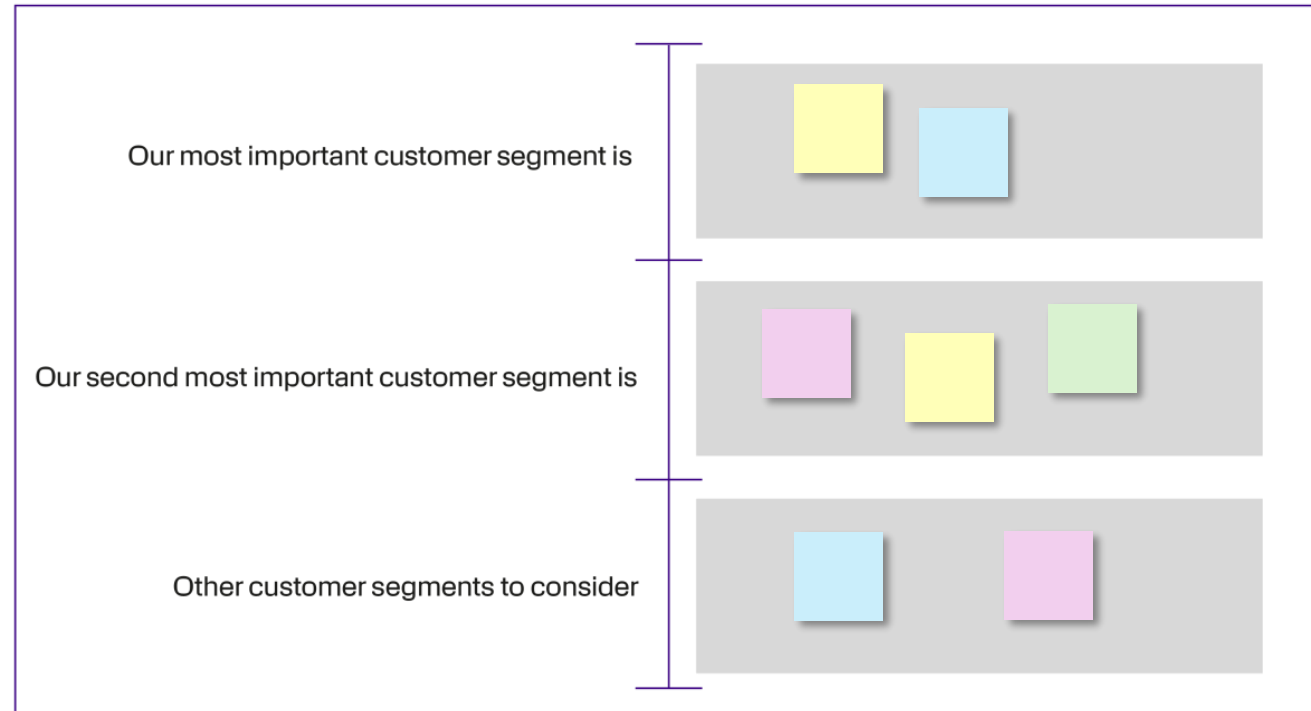 Our most important customer segment is
Our second most important customer segment is
Other customer segments to consider